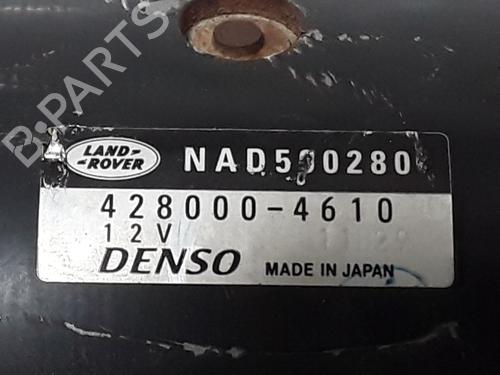 B-PARTS
LAND-
ROVER
NAD500280
428000-4610
12V
DENSO
MADE IN JAPAN